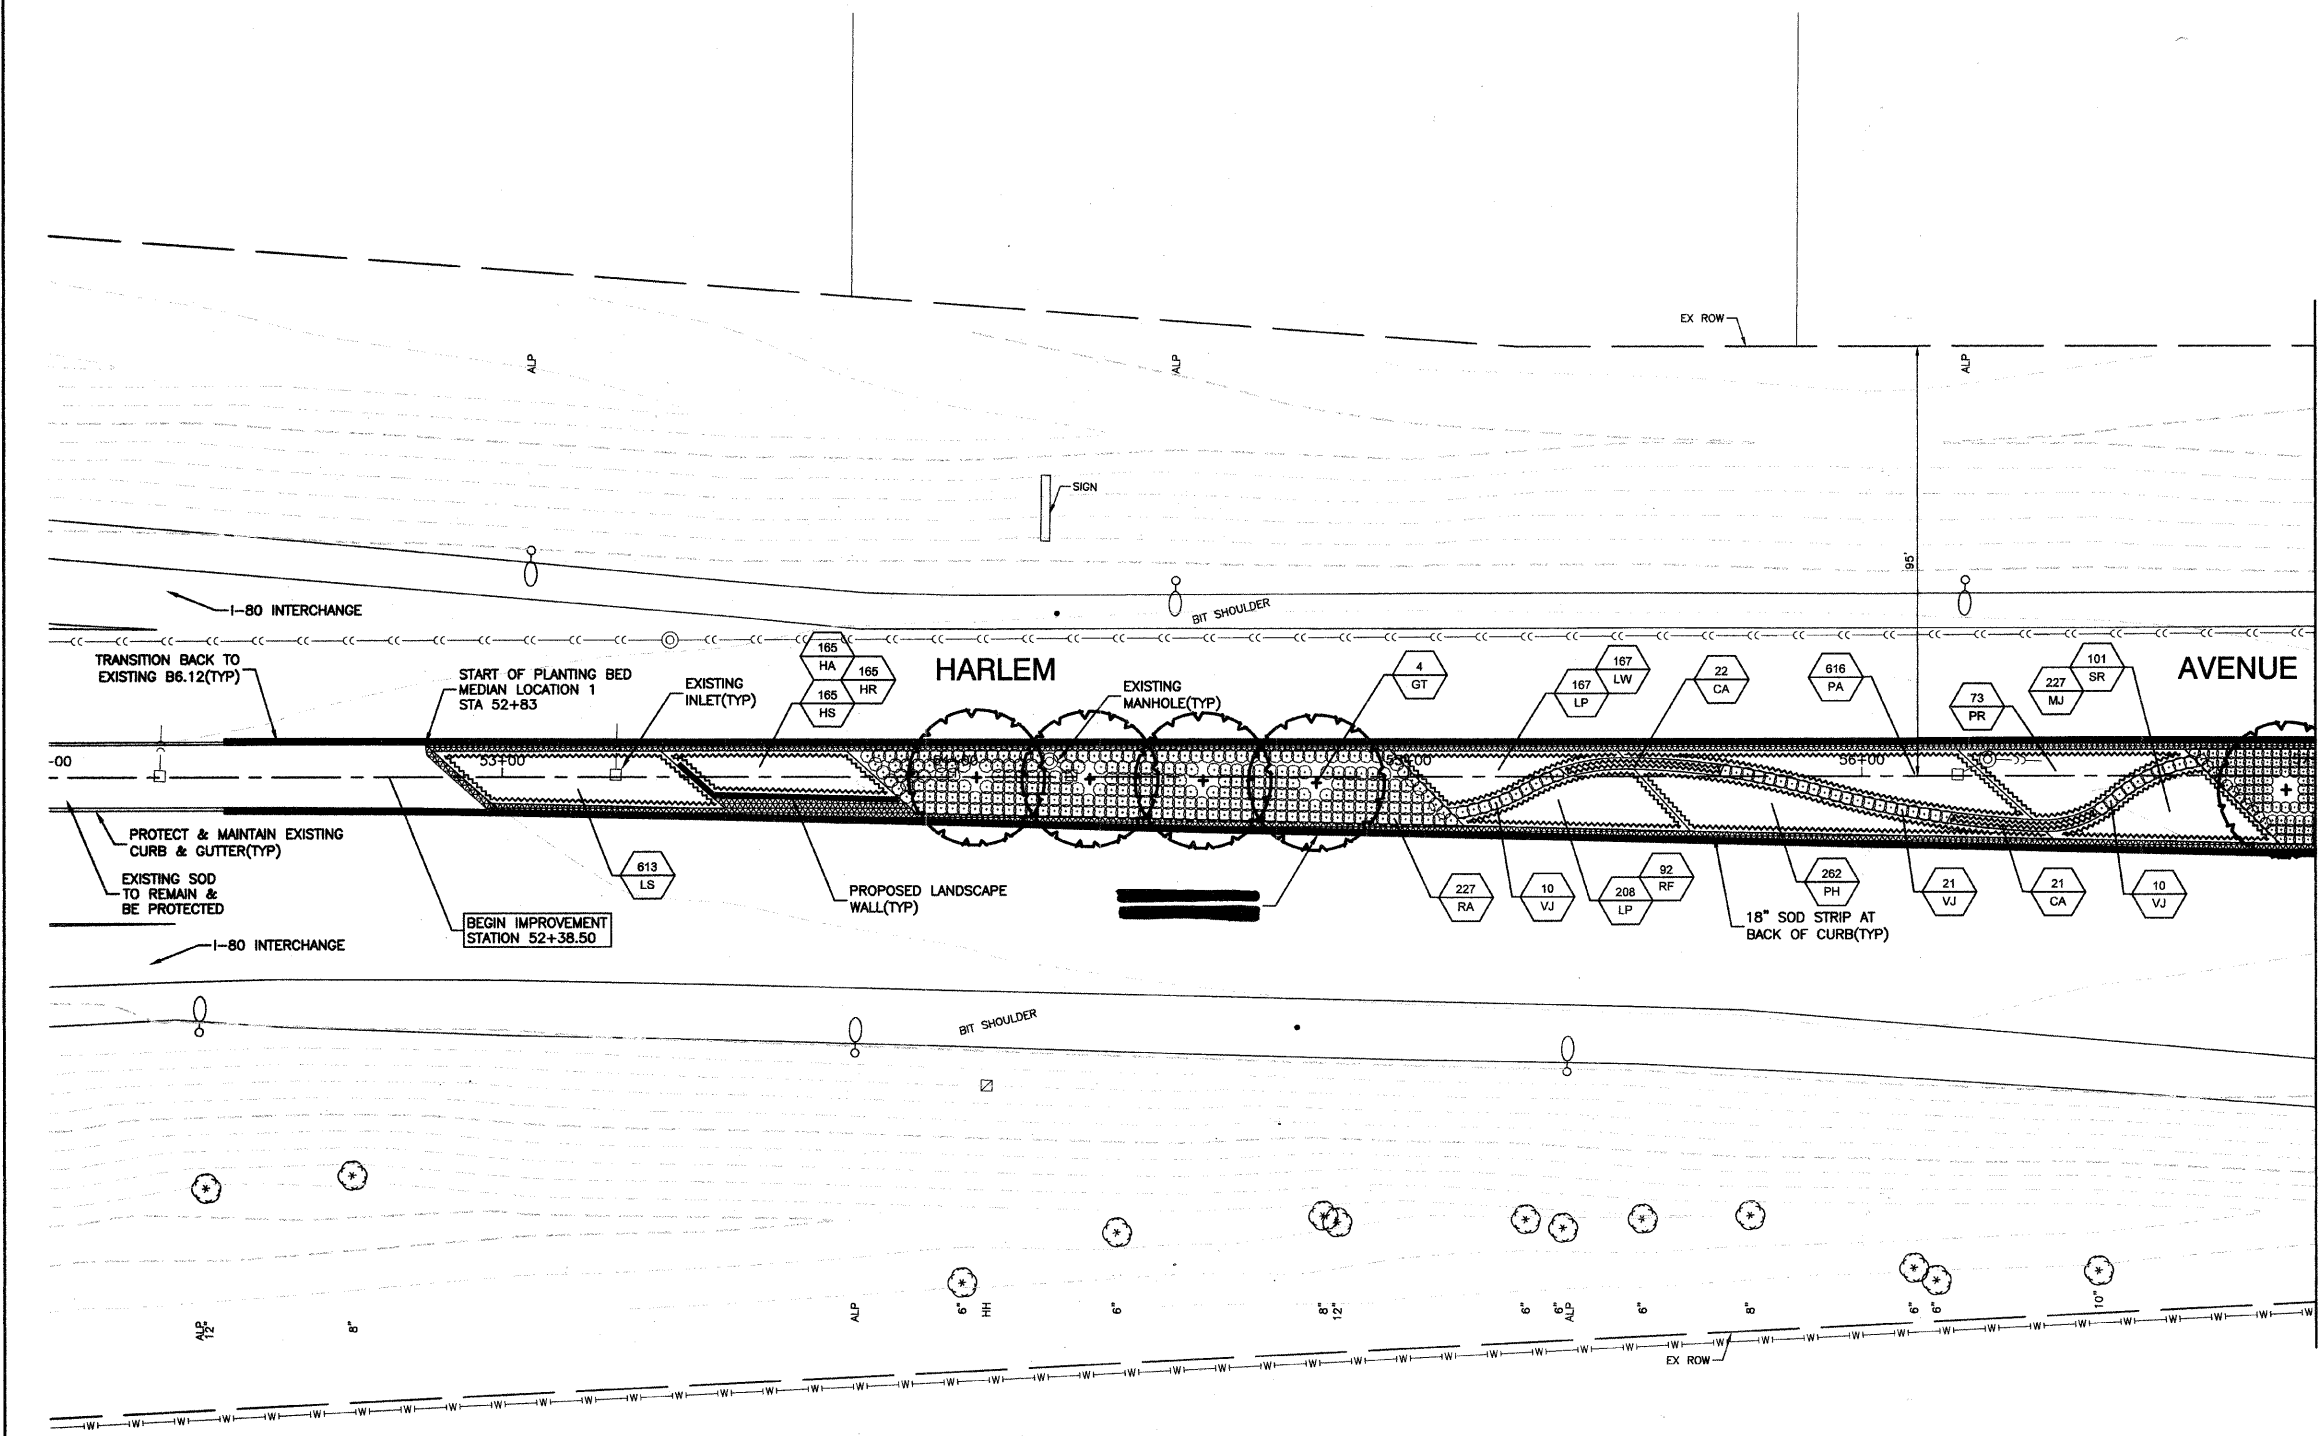 EX ROW
ALP
ALP
ALP
SIGN
95'
I-80 INTERCHANGE
BIT SHOULDER
TRANSITION BACK TO
EXISTING B6.12(TYP)
START OF PLANTING BED
MEDIAN LOCATION 1
STA 52+83
EXISTING
INLET(TYP)
165
HA
165
HR
165
HS
HARLEM
EXISTING
MANHOLE(TYP)
4
GT
167
LP
167
LW
22
CA
616
PA
73
PR
227
MJ
101
SR
AVENUE
-00
53+00
56+00
PROTECT & MAINTAIN EXISTING
CURB & GUTTER(TYP)
EXISTING SOD
TO REMAIN &
BE PROTECTED
613
LS
BEGIN IMPROVEMENT
STATION 52+38.50
PROPOSED LANDSCAPE
WALL(TYP)
227
RA
10
VJ
208
LP
92
RF
262
PH
21
VJ
21
CA
10
VJ
18" SOD STRIP AT
BACK OF CURB(TYP)
I-80 INTERCHANGE
BIT SHOULDER
ALP
12"
8"
ALP
6"
HH
6"
8"
12"
6"
6"
ALP
6"
8"
6"
6"
10"
EX ROW